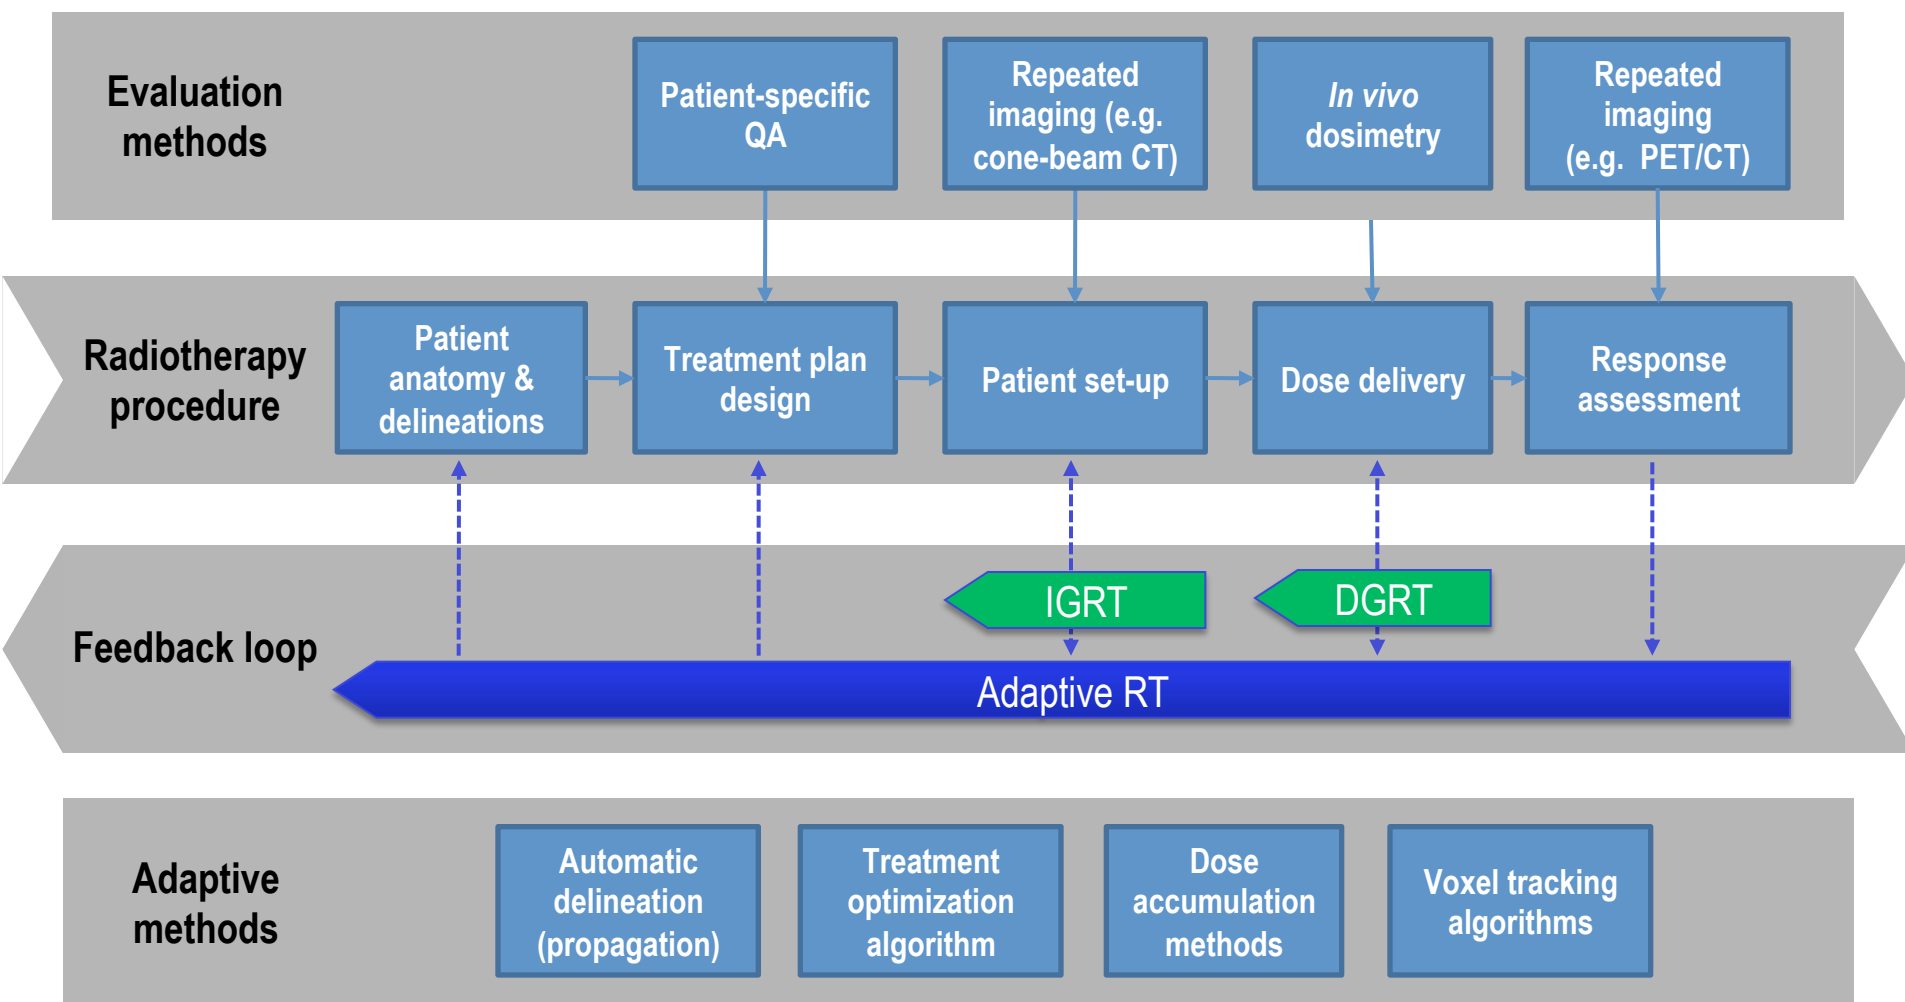 Evaluation
methods
Patient-specific
QA
Repeated
imaging (e.g.
cone-beam CT)
In vivo
dosimetry
Repeated
imaging
(e.g. PET/CT)
Radiotherapy
procedure
Patient
anatomy &
delineations
Treatment plan
design
Patient set-up
Dose delivery
Response
assessment
Feedback loop
IGRT
DGRT
Adaptive RT
Adaptive
methods
Automatic
delineation
(propagation)
Treatment
optimization
algorithm
Dose
accumulation
methods
Voxel tracking
algorithms